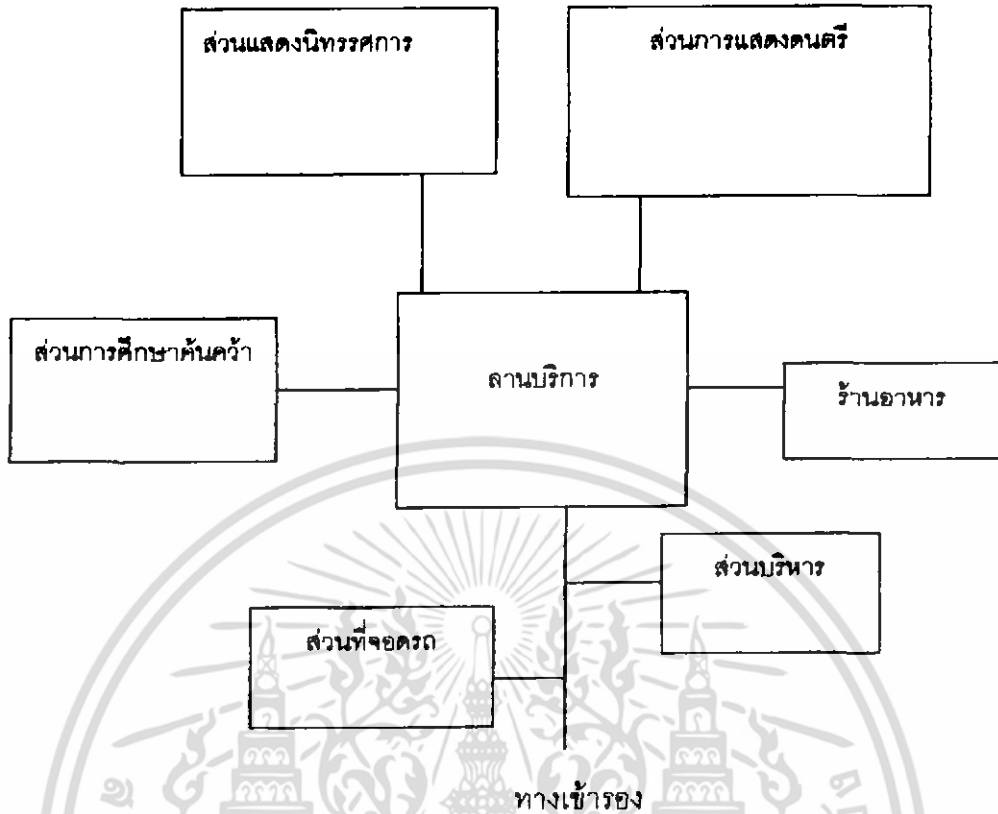 ส่วนแสดงนิทรรศการ
ส่วนการแสดงดนตรี
ส่วนการศึกษาค้นคว้า
ลานบริการ
ร้านอาหาร
ส่วนบริหาร
ส่วนที่จอดรถ
ทางเข้ารอง